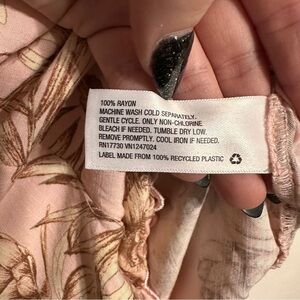 100% RAYON
MACHINE WASH COLD SEPARATELY.
GENTLE CYCLE. ONLY NON-CHLORINE.
BLEACH IF NEEDED. TUMBLE DRY LOW.
REMOVE PROMPTLY. COOL IRON IF NEEDED.
RN17730 VN1247024
LABEL MADE FROM 100% RECYCLED PLASTIC